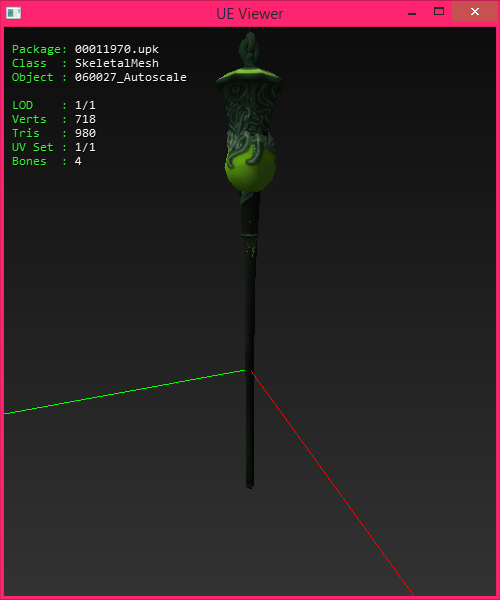 UE Viewer
Package: 00011970.upk
Class  : SkeletalMesh
Object : 060027_Autoscale
LOD    : 1/1
Verts  : 718
Tris   : 980
UV Set : 1/1
Bones  : 4